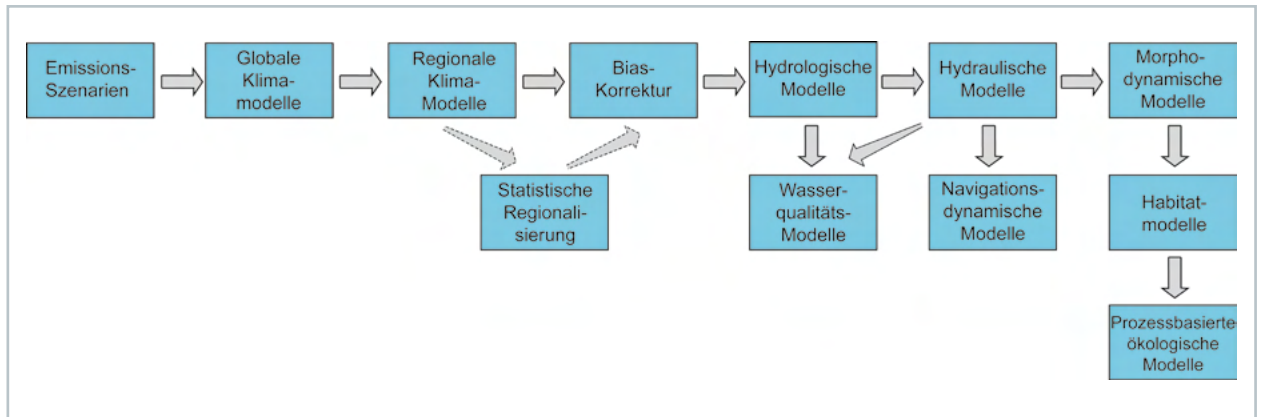 Emissions-
Szenarien
Globale
Klima-
modelle
Regionale
Klima-
Modelle
Bias-
Korrektur
Hydrologische
Modelle
Hydraulische
Modelle
Morpho-
dynamische
Modelle
Statistische
Regionali-
sierung
Wasser-
qualitäts-
Modelle
Navigations-
dynamische
Modelle
Habitat-
modelle
Prozessbasierte
ökologische
Modelle